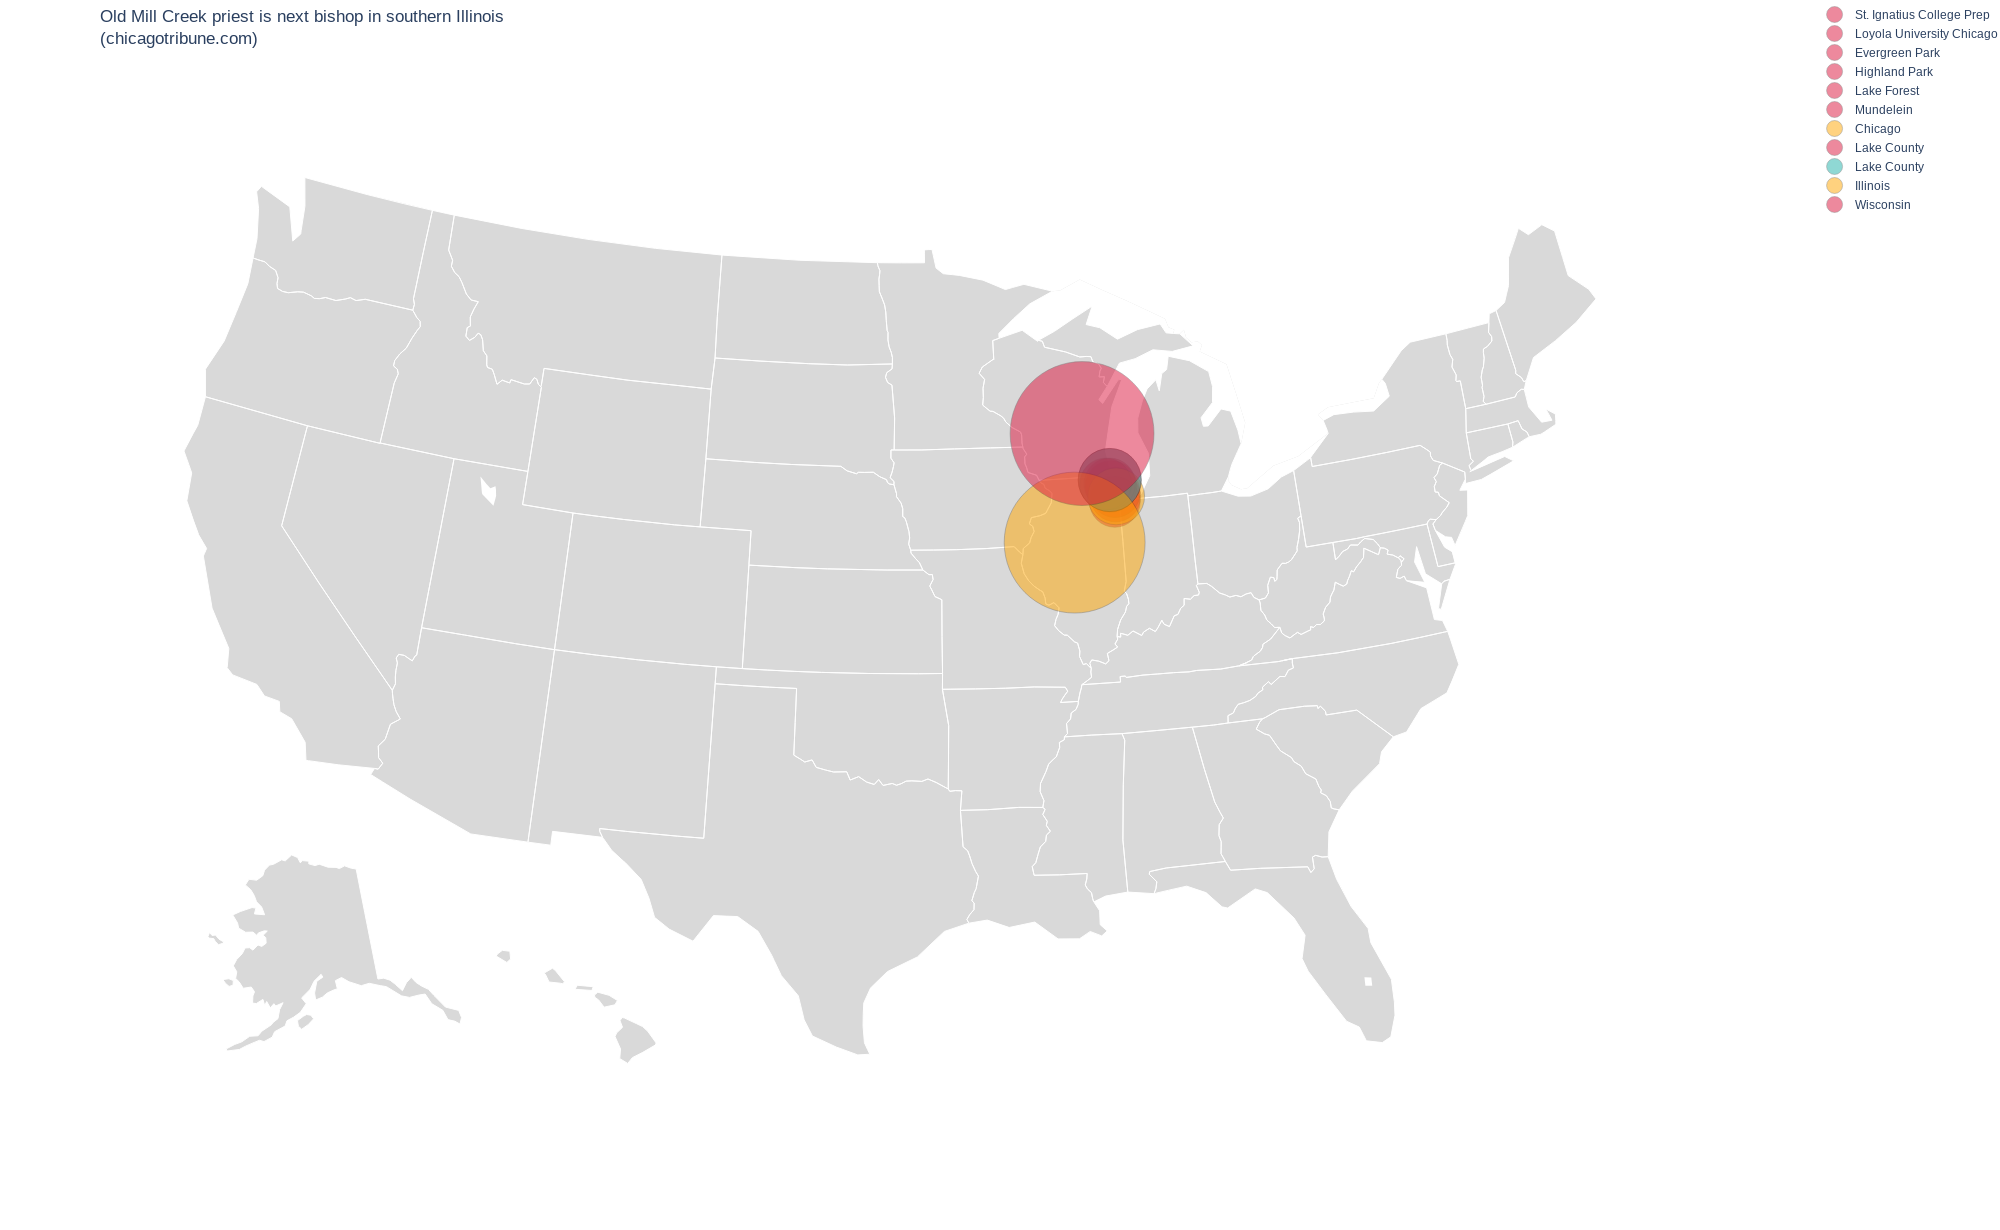 Old Mill Creek priest is next bishop in southern Illinois
(chicagotribune.com)
St. Ignatius College Prep
Loyola University Chicago
Evergreen Park
Highland Park
Lake Forest
Mundelein
Chicago
Lake County
Lake County
Illinois
Wisconsin